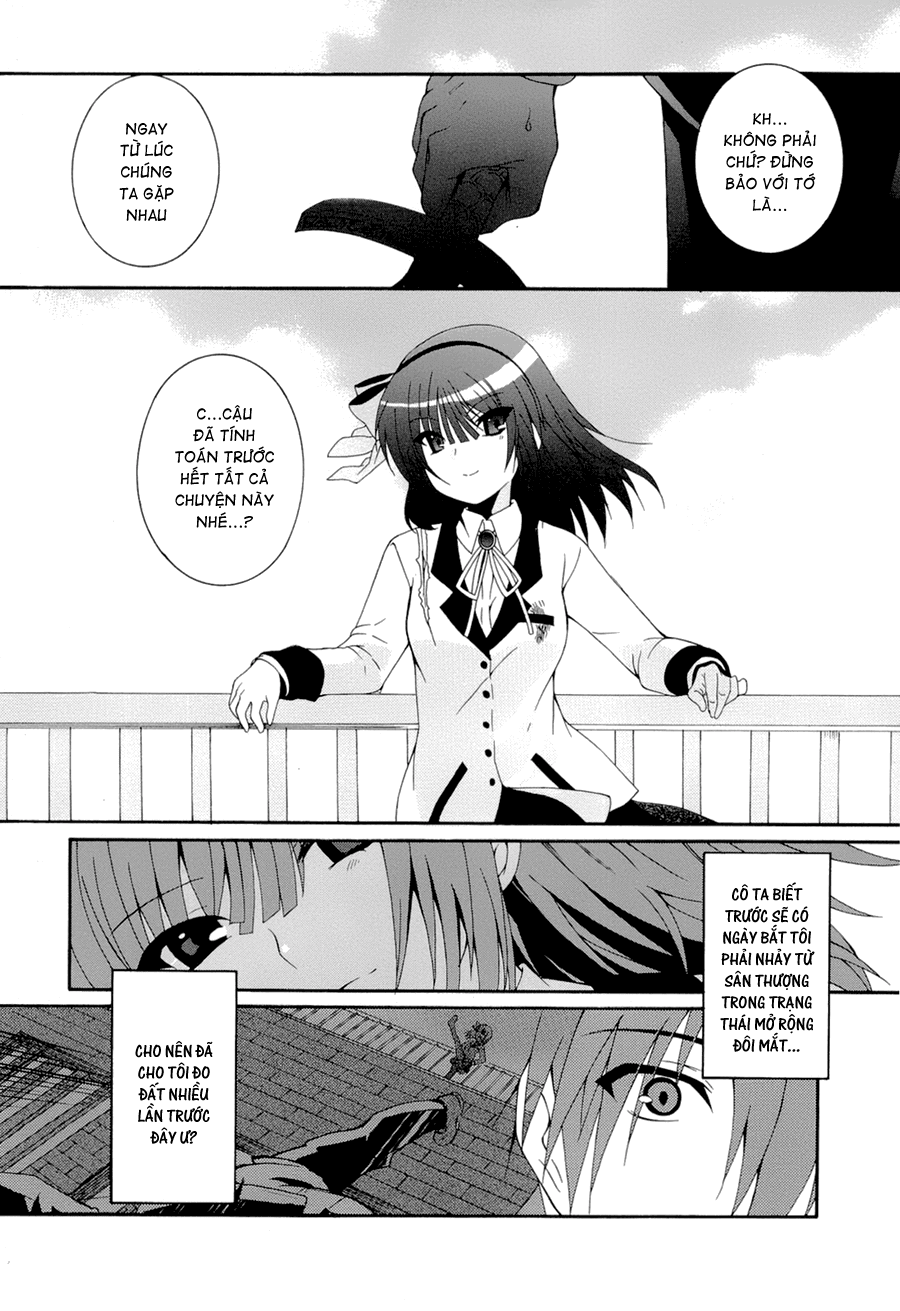 KH...
KHÔNG PHẢI
CHỨ? ĐỪNG
BẢO VỚI TỚ
LÀ...
NGAY
TỪ LÚC
CHÚNG
TA GẶP
NHAU
C...CẬU
ĐÃ TÍNH
TOÁN TRƯỚC
HẾT TẤT CẢ
CHUYỆN NÀY
NHÉ...?
CÔ TA BIẾT
TRƯỚC SẼ CÓ
NGÀY BẮT TÔI
PHẢI NHẢY TỪ
SÂN THƯỢNG
TRONG TRẠNG
THÁI MỞ RỘNG
ĐÔI MẮT...
CHO NÊN ĐÃ
CHO TÔI ĐO
ĐẤT NHIỀU
LẦN TRƯỚC
ĐÂY Ư?